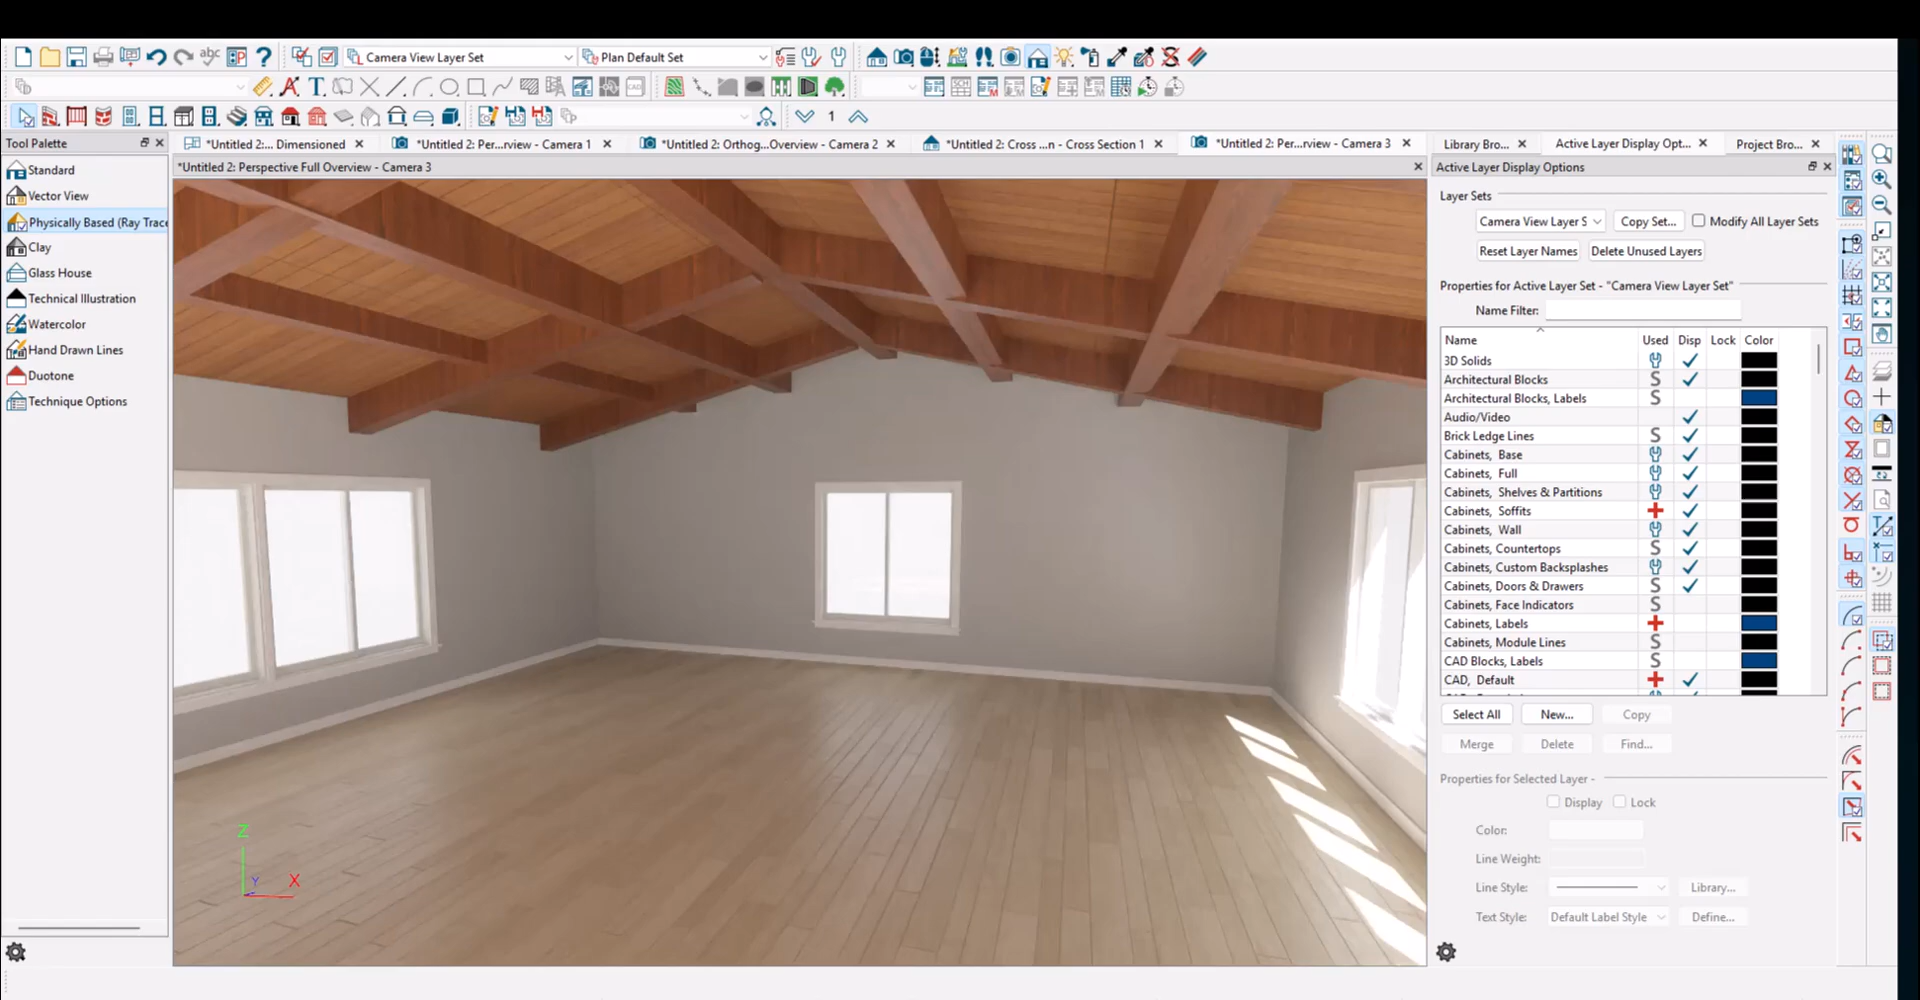 abc
Camera View Layer Set
Plan Default Set
CAD
1
Tool Palette
*Untitled 2:... Dimensioned
*Untitled 2: Per...rview - Camera 1
*Untitled 2: Orthog...Overview - Camera 2
*Untitled 2: Cross ...n - Cross Section 1
*Untitled 2: Per...rview - Camera 3
Library Bro...
Active Layer Display Opt...
Project Bro...
*Untitled 2: Perspective Full Overview - Camera 3
Active Layer Display Options
Standard
Vector View
Physically Based (Ray Trace
Clay
Glass House
Technical Illustration
Watercolor
Hand Drawn Lines
Duotone
Technique Options
Z
Y
X
Layer Sets
Camera View Layer S
Copy Set...
Modify All Layer Sets
Reset Layer Names
Delete Unused Layers
Properties for Active Layer Set - "Camera View Layer Set"
Name Filter:
Name Used Disp Lock Color
3D Solids
Architectural Blocks S
Architectural Blocks, Labels S
Audio/Video
Brick Ledge Lines S
Cabinets, Base
Cabinets, Full
Cabinets, Shelves & Partitions
Cabinets, Soffits
Cabinets, Wall
Cabinets, Countertops S
Cabinets, Custom Backsplashes
Cabinets, Doors & Drawers S
Cabinets, Face Indicators S
Cabinets, Labels
Cabinets, Module Lines S
CAD Blocks, Labels S
CAD, Default
Select All
New...
Copy
Merge
Delete
Find...
Properties for Selected Layer -
Display
Lock
Color:
Line Weight:
Line Style:
Library...
Text Style:
Default Label Style
Define...